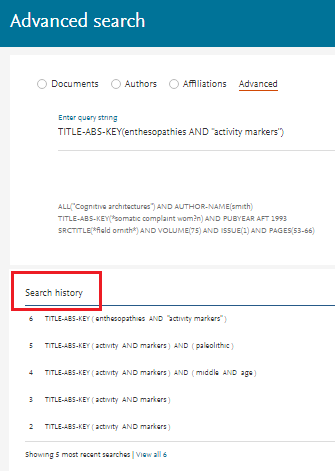 Advanced search
Documents Authors Affiliations Advanced
Enter query string
TITLE-ABS-KEY(enthesopathies AND "activity markers")
ALL("Cognitive architectures") AND AUTHOR-NAME(smith)
TITLE-ABS-KEY(*somatic complaint wom?n) AND PUBYEAR AFT 1993
SRCTITLE(*field ornith*) AND VOLUME(75) AND ISSUE(1) AND PAGES(53-66)
Search history
6 TITLE-ABS-KEY ( enthesopathies AND "activity markers" )
5 TITLE-ABS-KEY ( activity AND markers ) AND ( paleolithic )
4 TITLE-ABS-KEY ( activity AND markers ) AND ( middle AND age )
3 TITLE-ABS-KEY ( activity AND markers )
2 TITLE-ABS-KEY ( activity AND markers )
Showing 5 most recent searches | View all 6